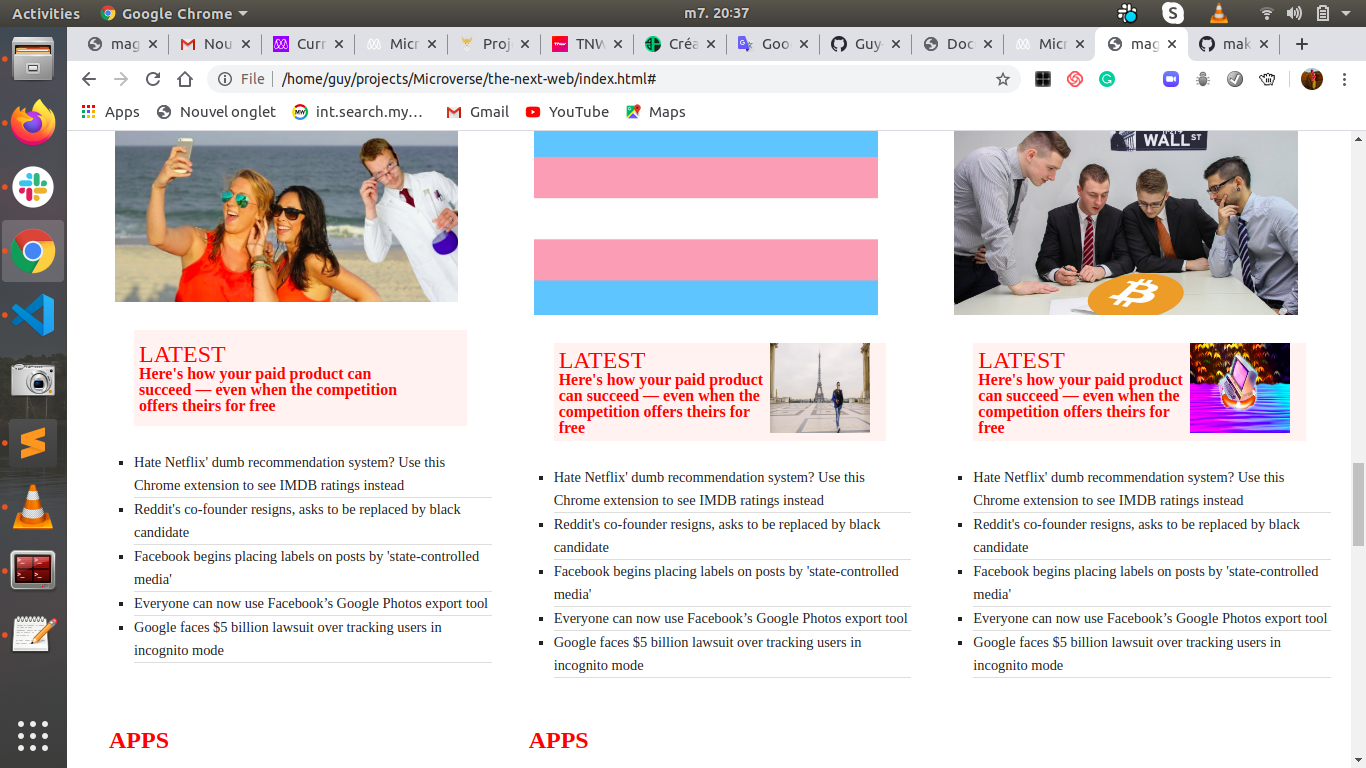 Activities
Google Chrome
m7. 20:37
mag
Nou
Curr
Micr
Proj
TNW
Créa
Goo
Guy-
Doc
Micr
mag
mak
File
/home/guy/projects/Microverse/the-next-web/index.html#
Apps
Nouvel onglet
int.search.my…
Gmail
YouTube
Maps
WALL ST
LATEST
Here's how your paid product can
succeed — even when the competition
offers theirs for free
Hate Netflix' dumb recommendation system? Use this
Chrome extension to see IMDB ratings instead
Reddit's co-founder resigns, asks to be replaced by black
candidate
Facebook begins placing labels on posts by 'state-controlled
media'
Everyone can now use Facebook’s Google Photos export tool
Google faces $5 billion lawsuit over tracking users in
incognito mode
APPS
LATEST
Here's how your paid product
can succeed — even when the
competition offers theirs for
free
Hate Netflix' dumb recommendation system? Use this
Chrome extension to see IMDB ratings instead
Reddit's co-founder resigns, asks to be replaced by black
candidate
Facebook begins placing labels on posts by 'state-controlled
media'
Everyone can now use Facebook’s Google Photos export tool
Google faces $5 billion lawsuit over tracking users in
incognito mode
APPS
LATEST
Here's how your paid product
can succeed — even when the
competition offers theirs for
free
Hate Netflix' dumb recommendation system? Use this
Chrome extension to see IMDB ratings instead
Reddit's co-founder resigns, asks to be replaced by black
candidate
Facebook begins placing labels on posts by 'state-controlled
media'
Everyone can now use Facebook’s Google Photos export tool
Google faces $5 billion lawsuit over tracking users in
incognito mode